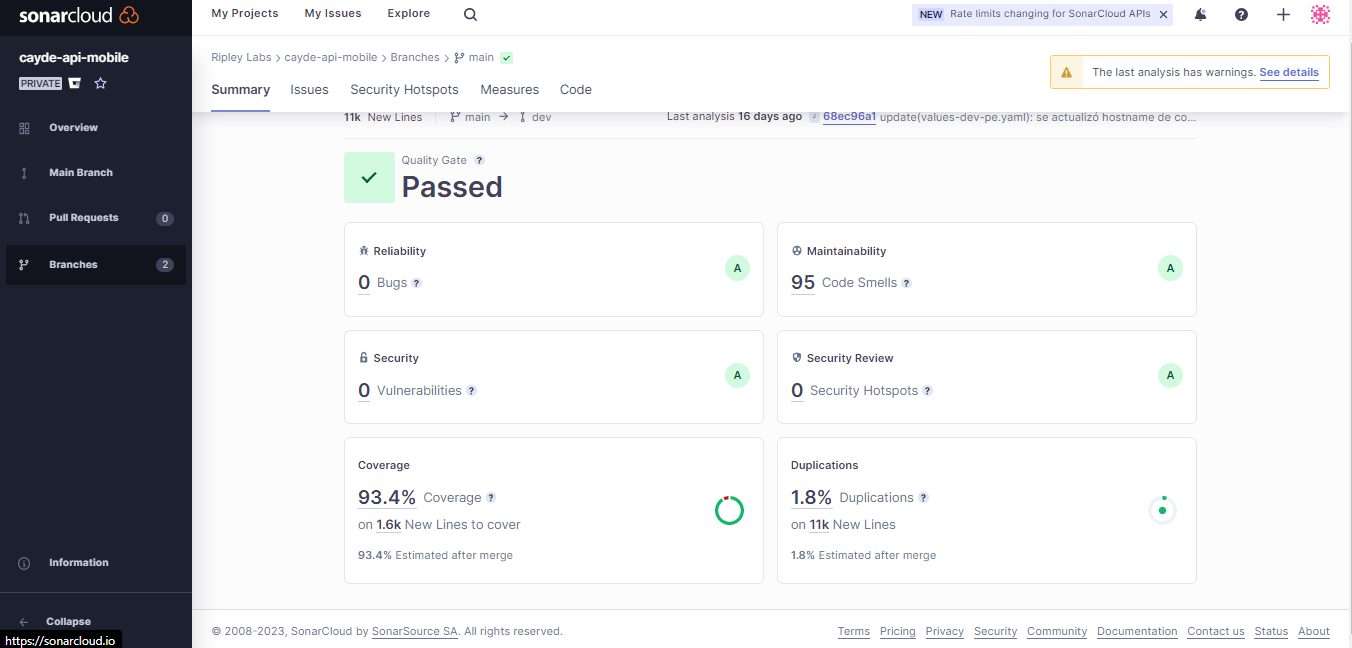 sonarcloud
My Projects My Issues Explore
NEW Rate limits changing for SonarCloud APIs
cayde-api-mobile
PRIVATE
Overview
Main Branch
Pull Requests 0
Branches 2
Information
Collapse
https://sonarcloud.io
Ripley Labs > cayde-api-mobile > Branches > main
The last analysis has warnings. See details
Summary Issues Security Hotspots Measures Code
11k New Lines main → dev
Last analysis 16 days ago 68ec96a1 update(values-dev-pe.yaml): se actualizó hostname de co...
Quality Gate ?
Passed
Reliability
0 Bugs ?
A
Maintainability
95 Code Smells ?
A
Security
0 Vulnerabilities ?
A
Security Review
0 Security Hotspots ?
A
Coverage
93.4% Coverage ?
on 1.6k New Lines to cover
93.4% Estimated after merge
Duplications
1.8% Duplications ?
on 11k New Lines
1.8% Estimated after merge
© 2008-2023, SonarCloud by SonarSource SA. All rights reserved.
Terms Pricing Privacy Security Community Documentation Contact us Status About